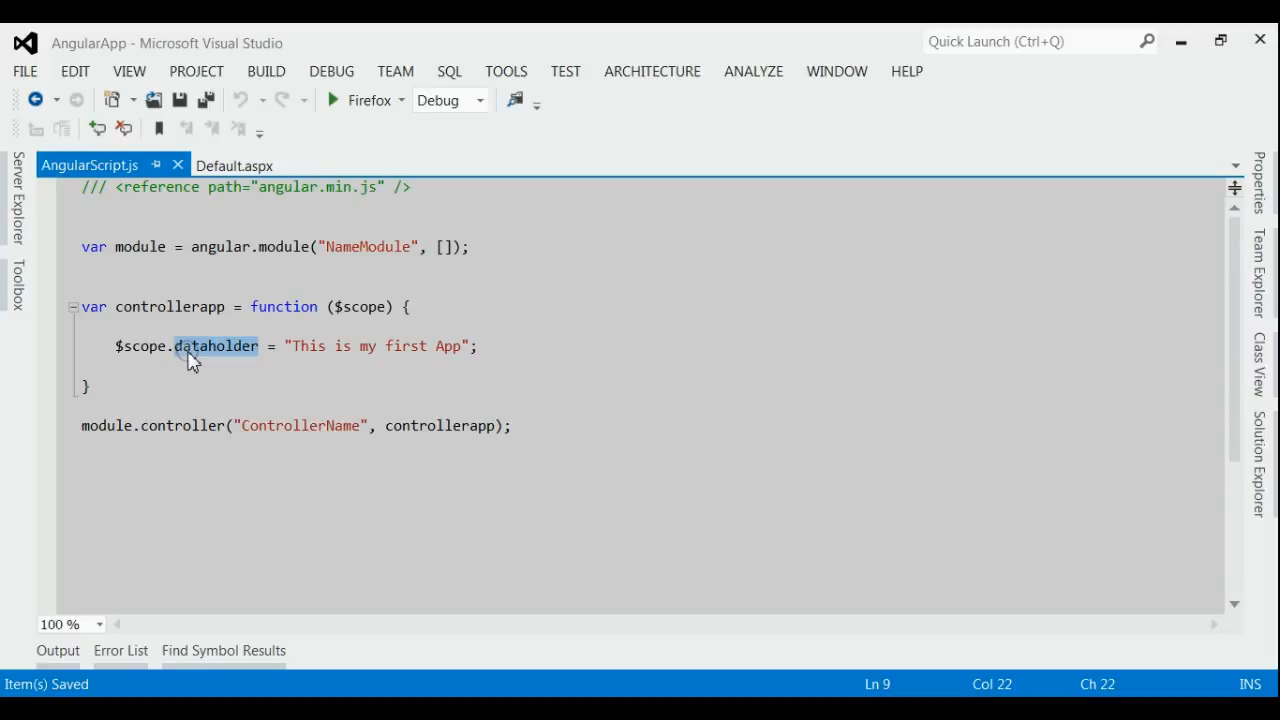 AngularApp - Microsoft Visual Studio
Quick Launch (Ctrl+Q)
FILE EDIT VIEW PROJECT BUILD DEBUG TEAM SQL TOOLS TEST ARCHITECTURE ANALYZE WINDOW HELP
Firefox Debug
AngularScript.js Default.aspx
/// <reference path="angular.min.js" />
var module = angular.module("NameModule", []);
var controllerapp = function ($scope) {
$scope.dataholder = "This is my first App";
}
module.controller("ControllerName", controllerapp);
Server Explorer
Toolbox
Properties
Team Explorer
Class View
Solution Explorer
100 %
Output Error List Find Symbol Results
Item(s) Saved Ln 9 Col 22 Ch 22 INS